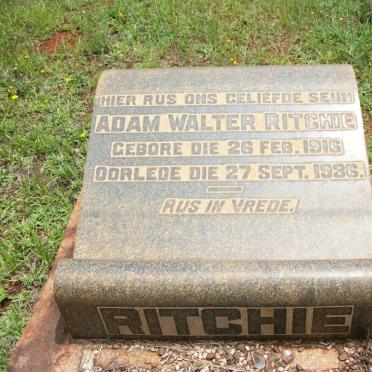 HIER RUS ONS GELIEFDE SEUN
ADAM WALTER RITCHIE
GEBORE DIE 26 FEB. 1916
OORLEDE DIE 27 SEPT. 1936.
RUS IN VREDE.
RITCHIE